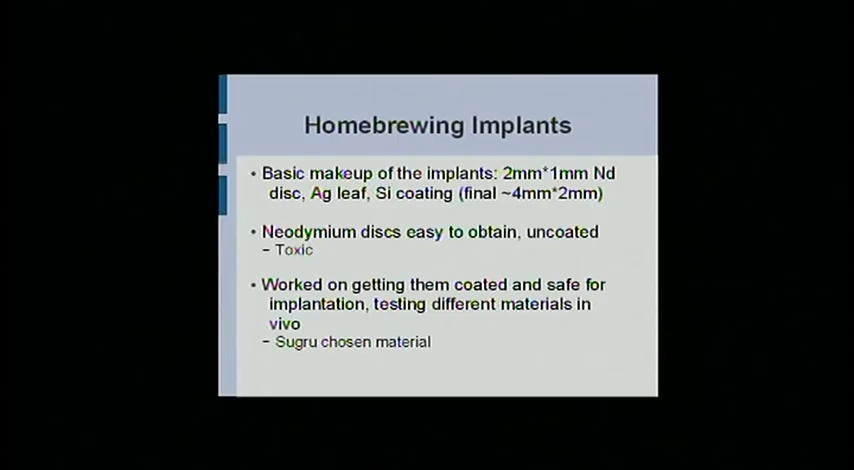 Homebrewing Implants
• Basic makeup of the implants: 2mm*1mm Nd
disc, Ag leaf, Si coating (final ~4mm*2mm)
• Neodymium discs easy to obtain, uncoated
– Toxic
• Worked on getting them coated and safe for
implantation, testing different materials in
vivo
– Sugru chosen material